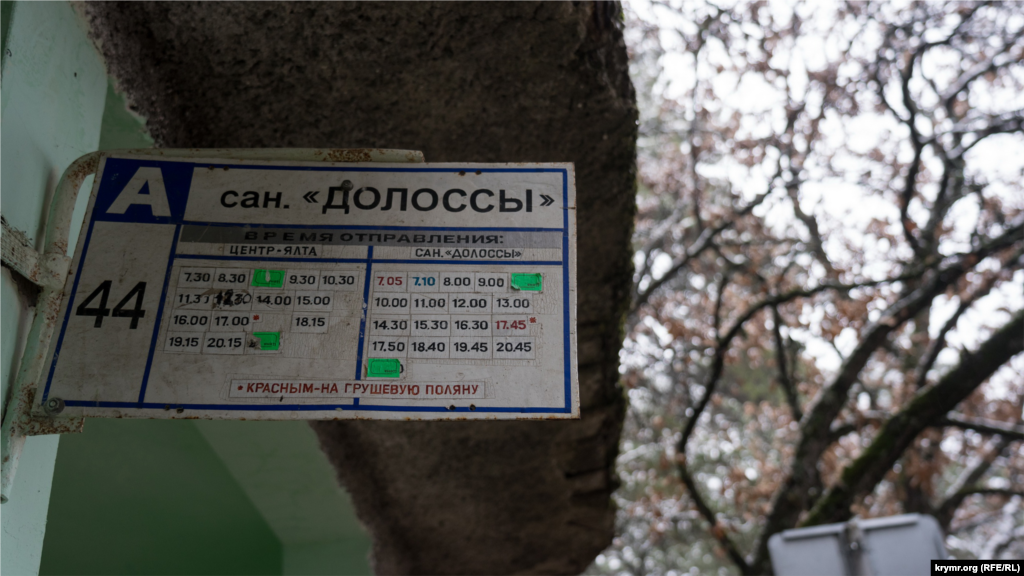 А
сан. «ДОЛОССЫ»
44
ВРЕМЯ ОТПРАВЛЕНИЯ:
ЦЕНТР-ЯЛТА
7.30 8.30 9.30 10.30
14.00 15.00
16.00 17.00* 18.15
19.15 20.15
САН.«ДОЛОССЫ»
7.05 7.10 8.00 9.00
10.00 11.00 12.00 13.00
14.30 15.30 16.30 17.45*
17.50 18.40 19.45 20.45
*КРАСНЫМ-НА ГРУШЕВУЮ ПОЛЯНУ
krymr.org (RFE/RL)